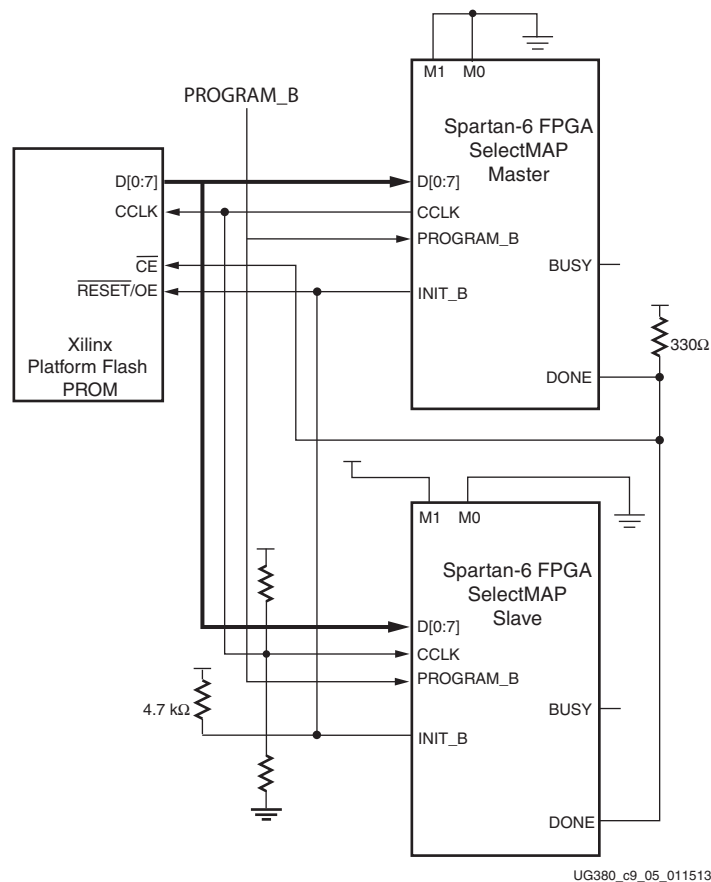 M1 M0
PROGRAM_B
Spartan-6 FPGA
SelectMAP
Master
D[0:7]
CCLK
CE
RESET/OE
Xilinx
Platform Flash
PROM
D[0:7]
CCLK
PROGRAM_B
INIT_B
BUSY
DONE
330Ω
M1 M0
Spartan-6 FPGA
SelectMAP
Slave
D[0:7]
CCLK
PROGRAM_B
INIT_B
BUSY
DONE
4.7 kΩ
UG380_c9_05_011513